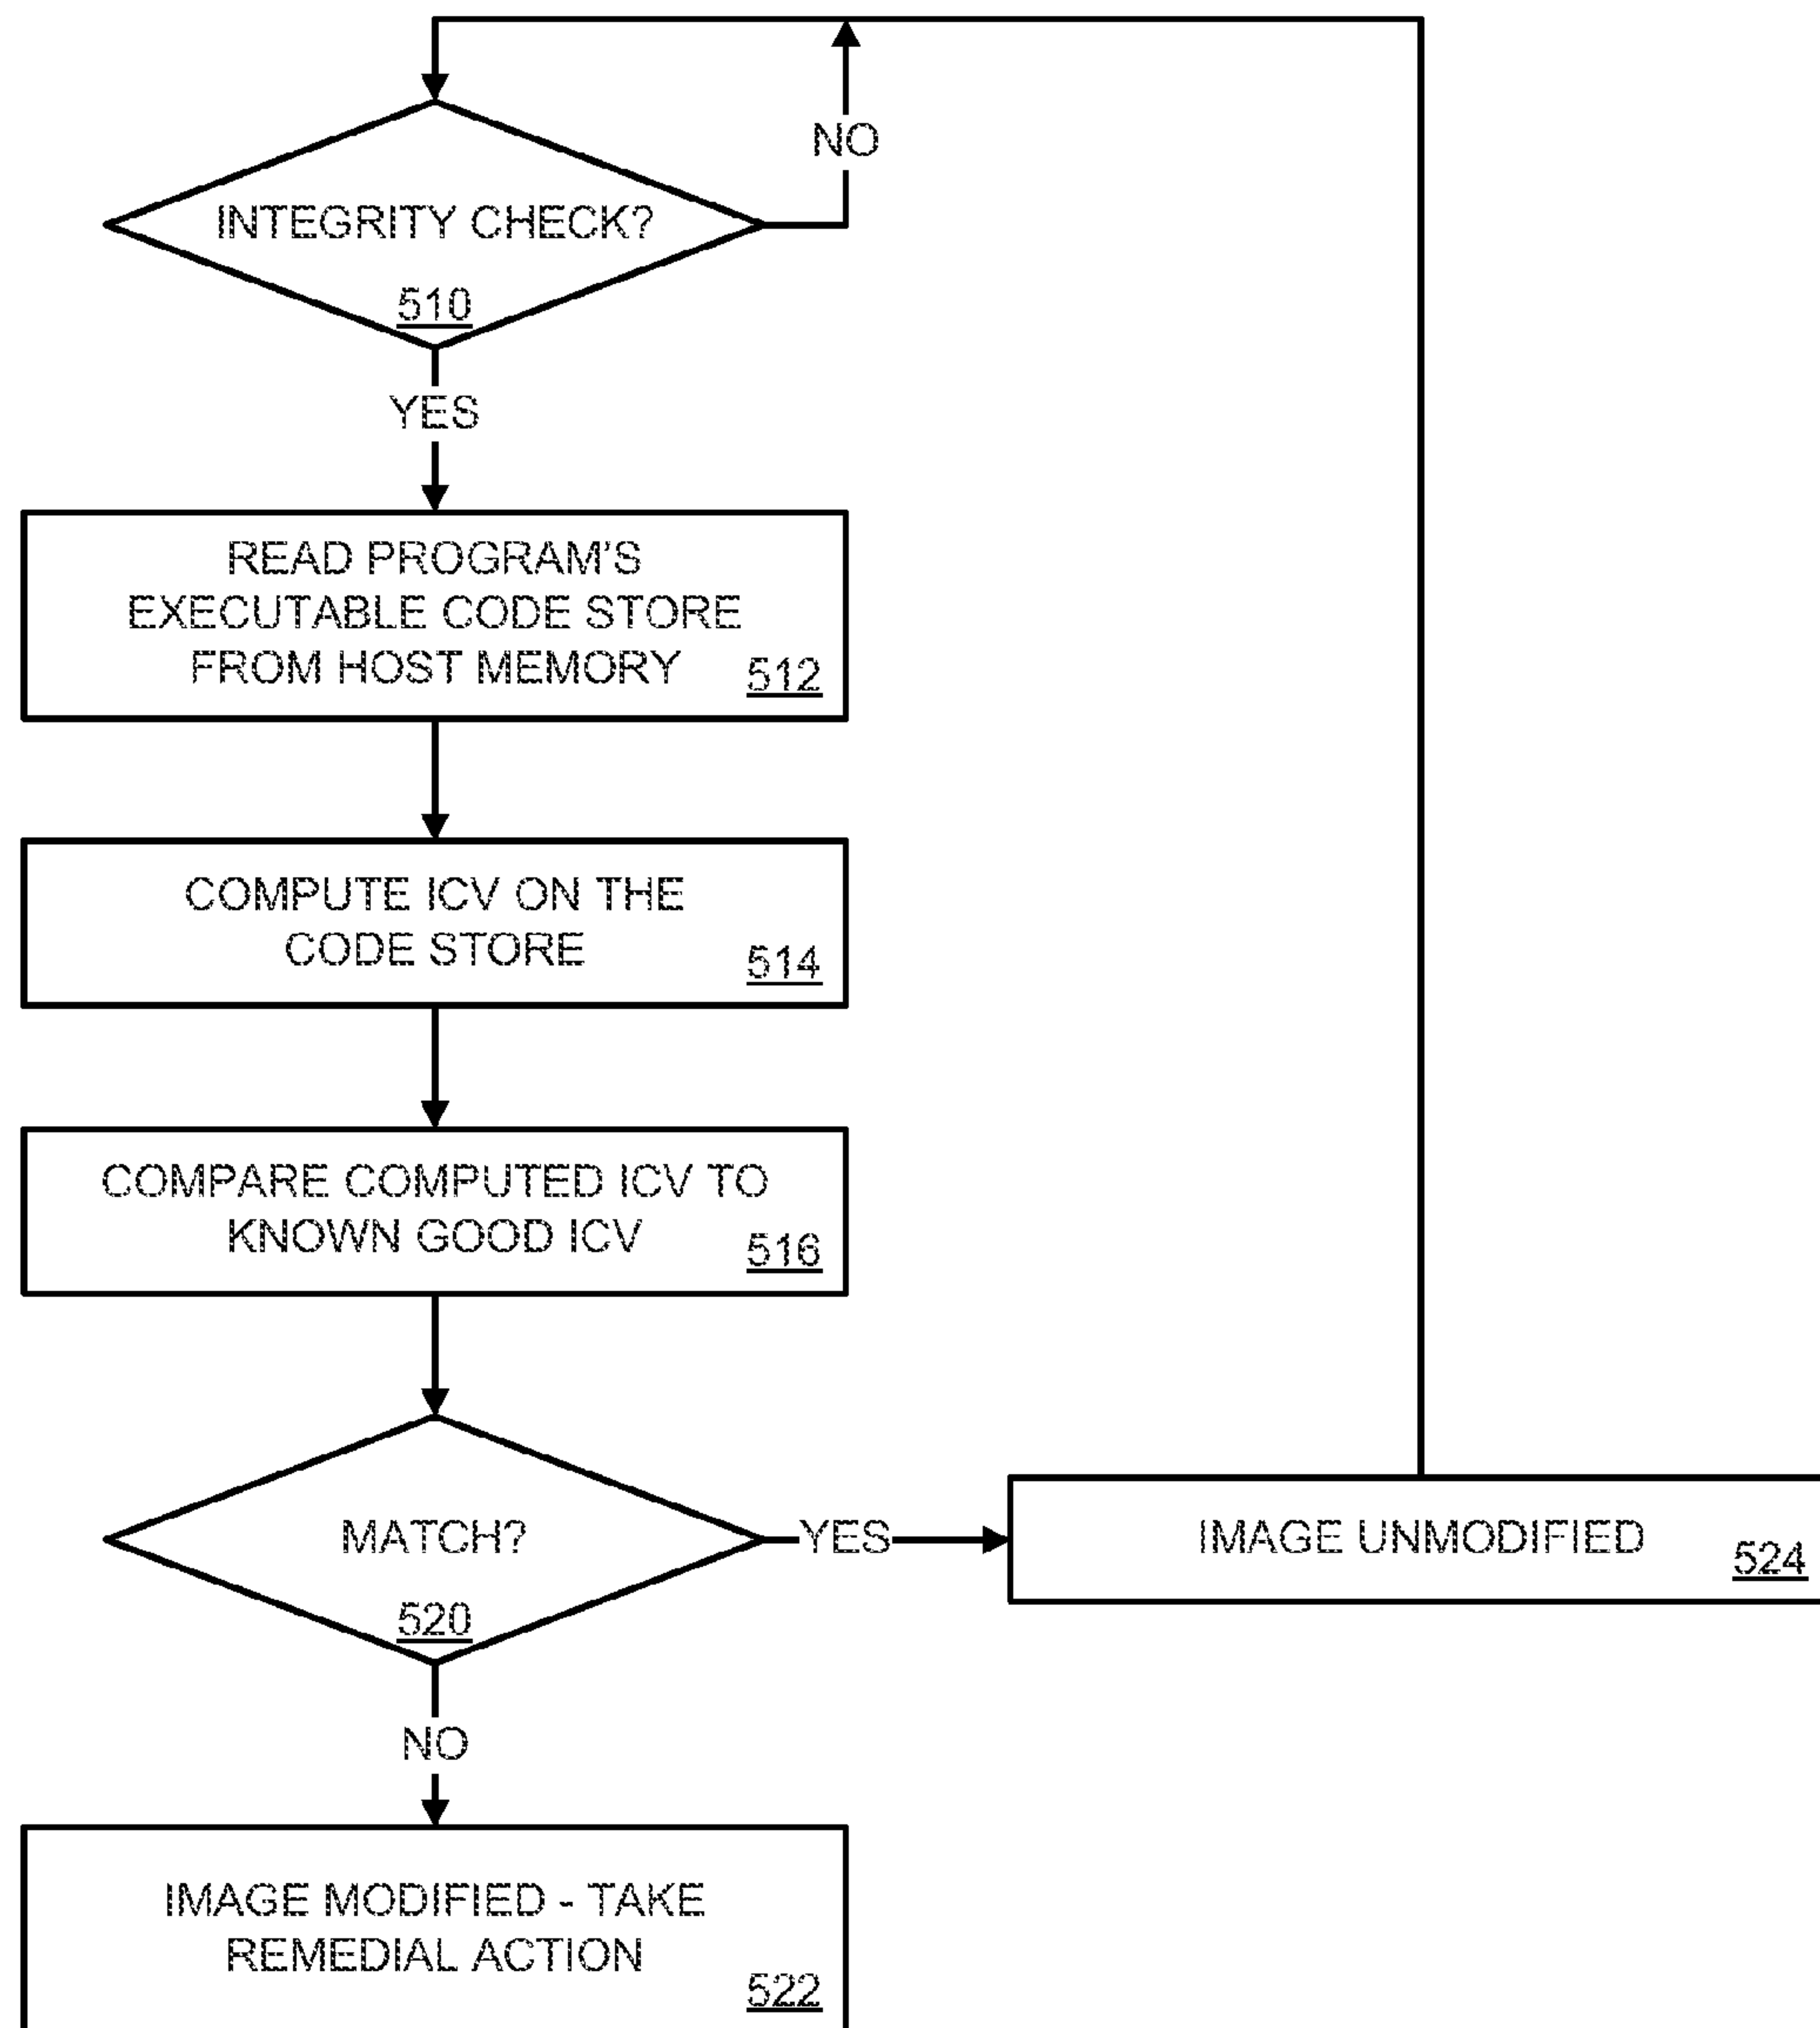 NO
INTEGRITY CHECK?
510
YES
READ PROGRAM'S
EXECUTABLE CODE STORE
FROM HOST MEMORY
512
COMPUTE ICV ON THE
CODE STORE
514
COMPARE COMPUTED ICV TO
KNOWN GOOD ICV
516
MATCH?
520
YES
IMAGE UNMODIFIED
524
NO
IMAGE MODIFIED - TAKE
REMEDIAL ACTION
522